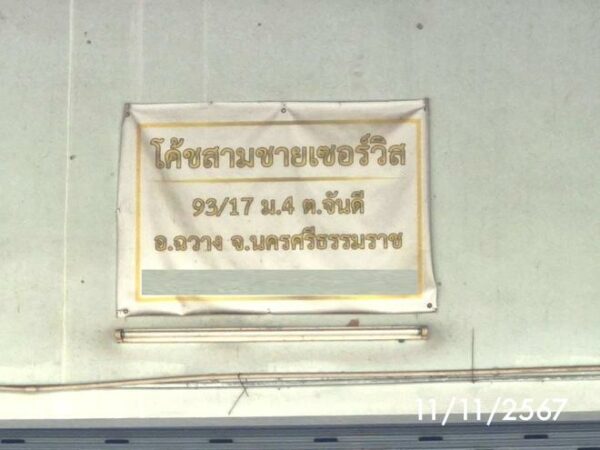 โค้ชสามชายเซอร์วิส
93/17 ม.4 ต.จันดี
อ.ฉวาง จ.นครศรีธรรมราช
11/11/2567